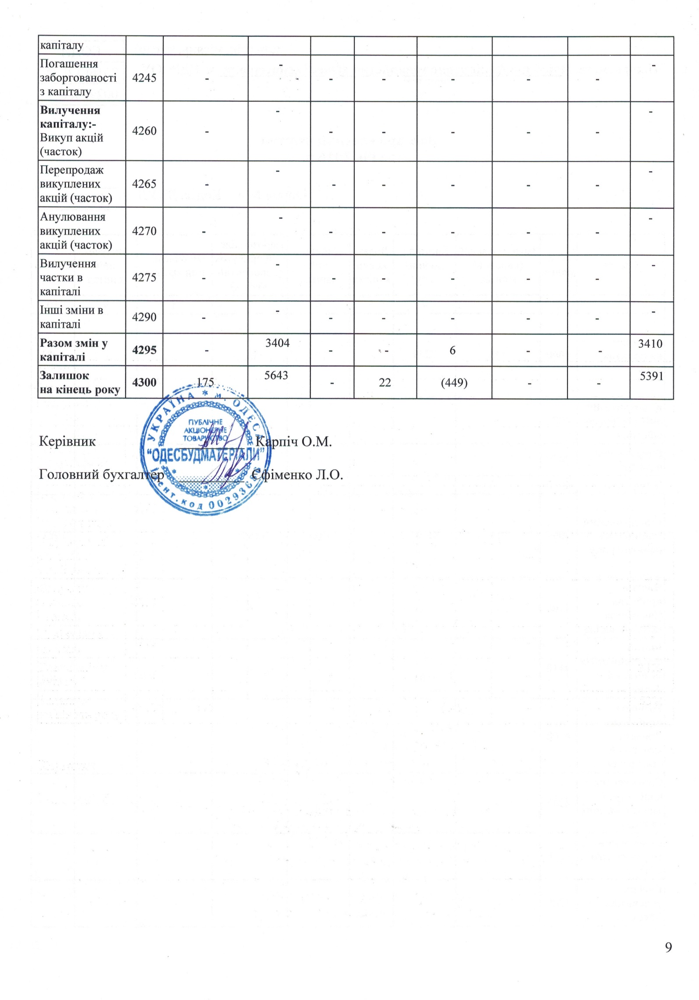 капіталу
Погашення
заборгованості 4245 - - - - - - - -
з капіталу
Вилучення
капіталу:- 4260 - - - - - - - -
Викуп акцій
(часток)
Перепродаж
викуплених 4265 - - - - - - - -
акцій (часток)
Анулювання
викуплених 4270 - - - - - - - -
акцій (часток)
Вилучення
частки в 4275 - - - - - - - -
капіталі
Інші зміни в 4290 - - - - - - - -
капіталі
Разом змін у 4295 - 3404 - - 6 - - 3410
капіталі
Залишок 4300 175 5643 - 22 (449) - - 5391
на кінець року
УКРАЇНА * м. ОДЕСА
ПУБЛІЧНЕ
АКЦІОНЕРНЕ
ТОВАРИСТВО
Керівник Карпіч О.М.
"ОДЕСБУДМАТЕРІАЛИ"
Головний бухгалтер Єфіменко Л.О.
Ідент.код
9